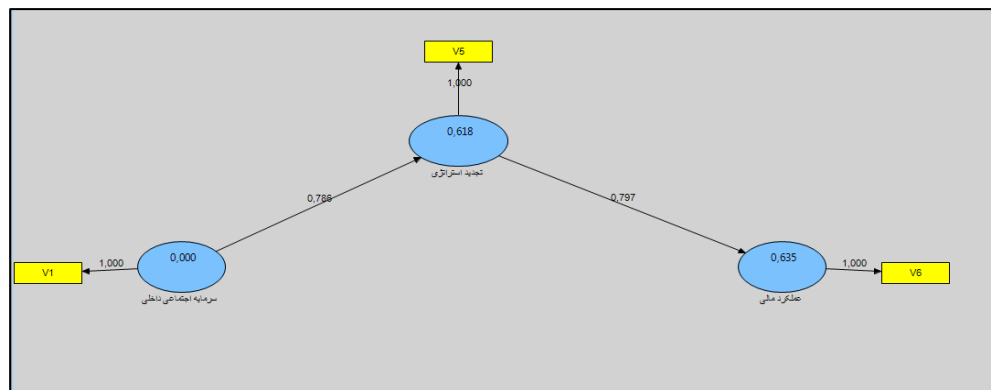 V5
1,000
0,618
تجدید استراتژی
0,786
0,797
V1
1,000
0,000
سرمایه اجتماعی داخلی
0,635
عملکرد مالی
1,000
V6